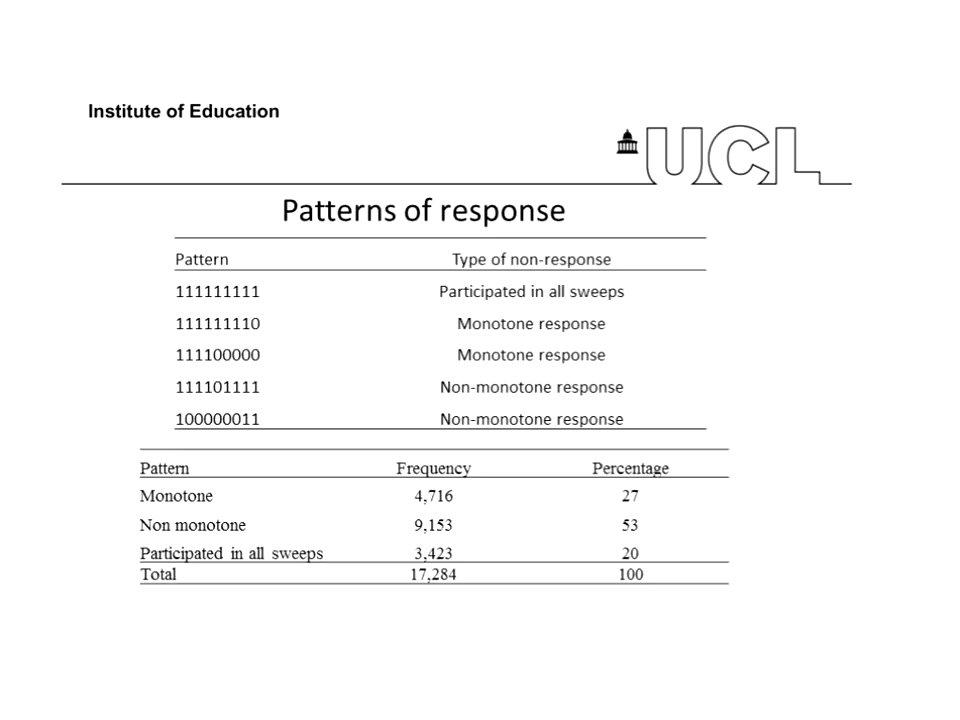 Institute of Education
UCL
Patterns of response
Pattern Type of non-response
111111111 Participated in all sweeps
111111110 Monotone response
111100000 Monotone response
111101111 Non-monotone response
100000011 Non-monotone response
Pattern Frequency Percentage
Monotone 4,716 27
Non monotone 9,153 53
Participated in all sweeps 3,423 20
Total 17,284 100